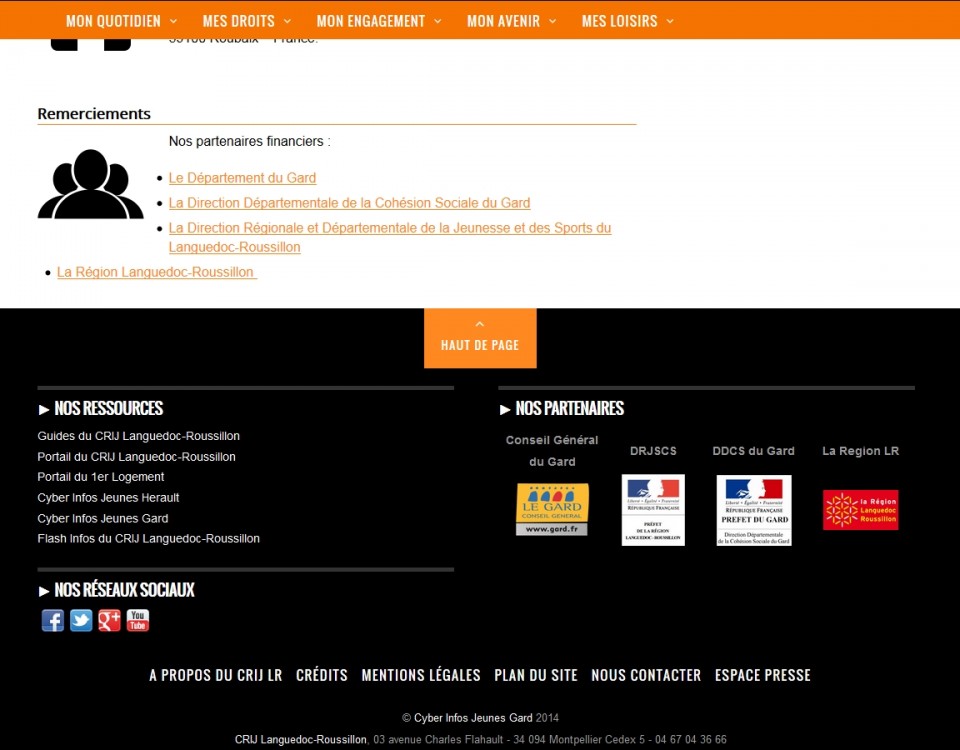 MON QUOTIDIEN MES DROITS MON ENGAGEMENT MON AVENIR MES LOISIRS
59100 Roubaix - France.
Remerciements
Nos partenaires financiers :
Le Département du Gard
La Direction Départementale de la Cohésion Sociale du Gard
La Direction Régionale et Départementale de la Jeunesse et des Sports du
Languedoc-Roussillon
La Région Languedoc-Roussillon
HAUT DE PAGE
► NOS RESSOURCES
Guides du CRIJ Languedoc-Roussillon
Portail du CRIJ Languedoc-Roussillon
Portail du 1er Logement
Cyber Infos Jeunes Herault
Cyber Infos Jeunes Gard
Flash Infos du CRIJ Languedoc-Roussillon
► NOS PARTENAIRES
Conseil Général
du Gard
DRJSCS
DDCS du Gard
La Region LR
LE GARD
CONSEIL GENERAL
www.gard.fr
Liberté • Égalité • Fraternité
RÉPUBLIQUE FRANÇAISE
PRÉFET
DE LA RÉGION
LANGUEDOC-ROUSSILLON
Liberté • Égalité • Fraternité
RÉPUBLIQUE FRANÇAISE
PREFET DU GARD
Direction Départementale
de la Cohésion Sociale du Gard
la Région
Languedoc
Roussillon
► NOS RÉSEAUX SOCIAUX
You
Tube
A PROPOS DU CRIJ LR CRÉDITS MENTIONS LÉGALES PLAN DU SITE NOUS CONTACTER ESPACE PRESSE
© Cyber Infos Jeunes Gard 2014
CRIJ Languedoc-Roussillon, 03 avenue Charles Flahault - 34 094 Montpellier Cedex 5 - 04 67 04 36 66